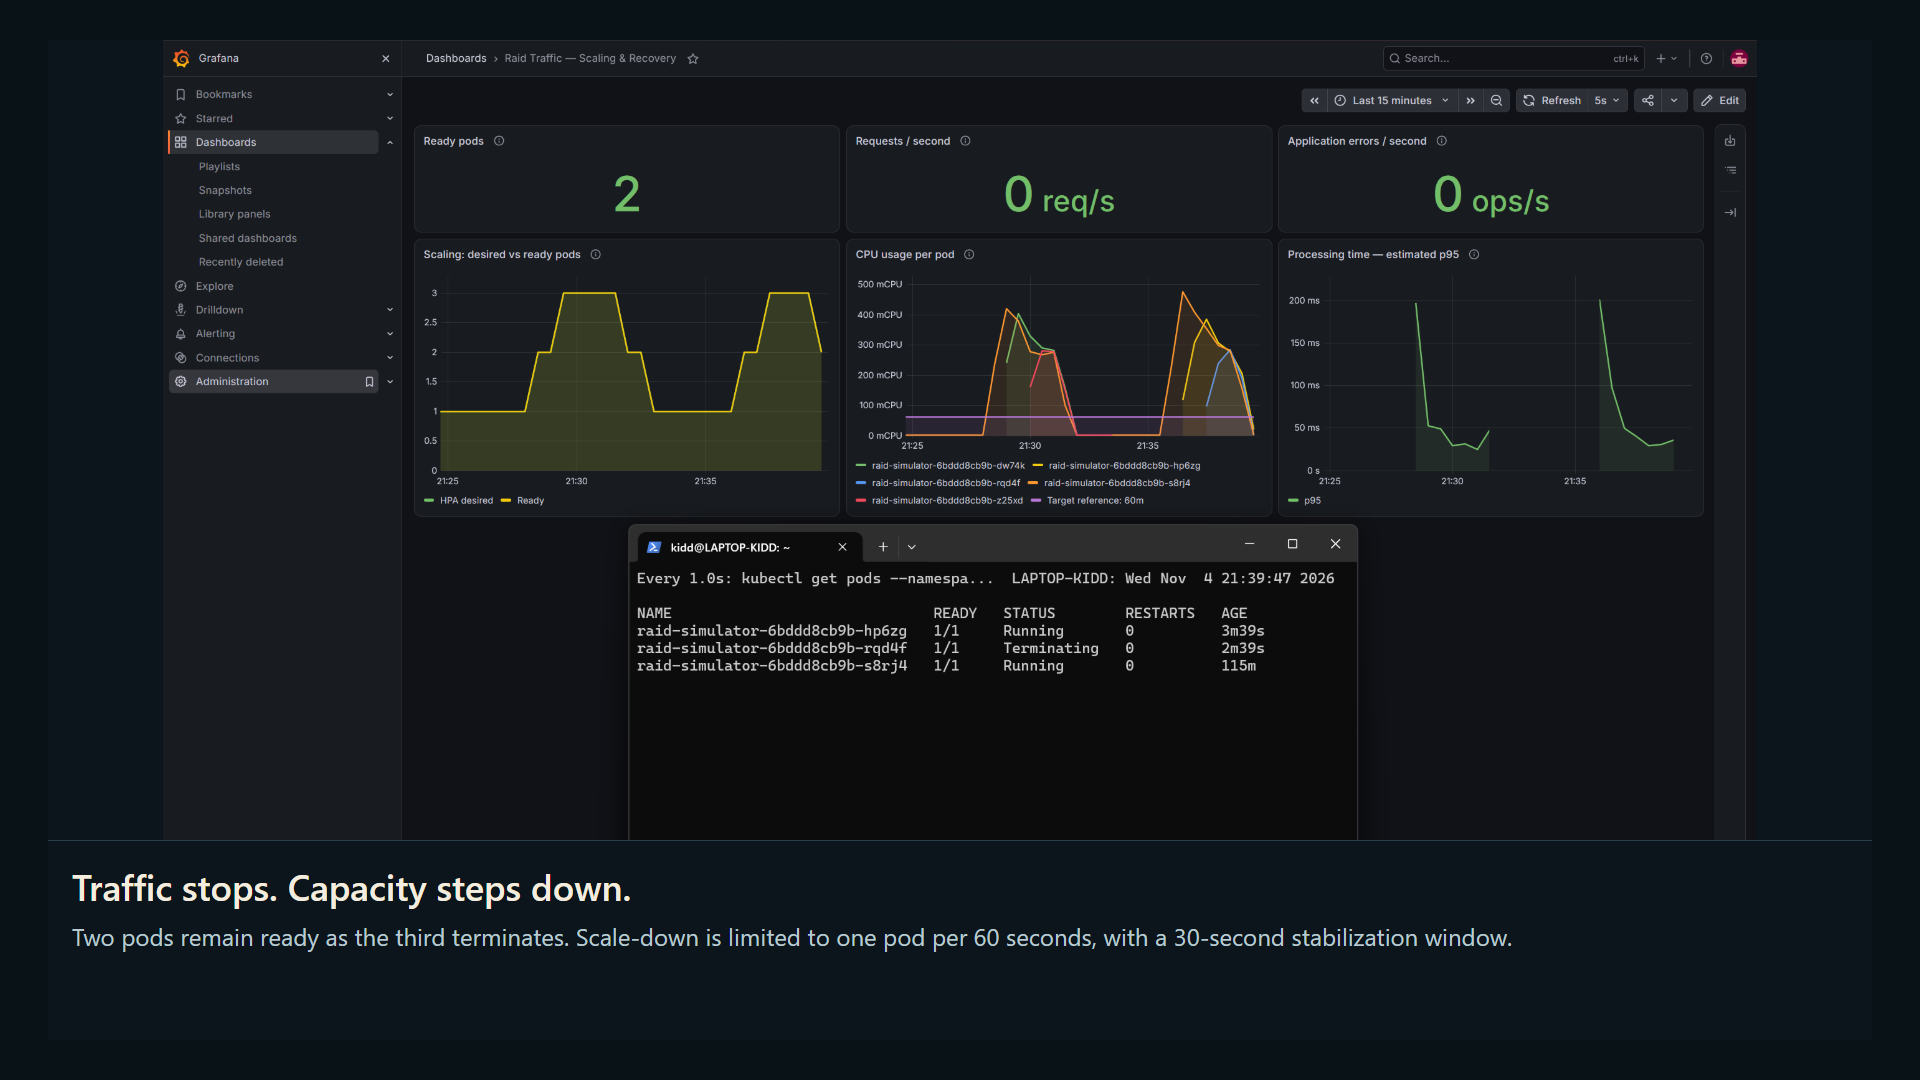 Grafana
Dashboards › Raid Traffic — Scaling & Recovery
Search... ctrl+k
Bookmarks
Starred
Dashboards
Playlists
Snapshots
Library panels
Shared dashboards
Recently deleted
Explore
Drilldown
Alerting
Connections
Administration
Last 15 minutes
Refresh 5s
Edit
Ready pods
2
Requests / second
0 req/s
Application errors / second
0 ops/s
Scaling: desired vs ready pods
3
2.5
2
1.5
1
0.5
0
21:25 21:30 21:35
HPA desired Ready
CPU usage per pod
500 mCPU
400 mCPU
300 mCPU
200 mCPU
100 mCPU
0 mCPU
21:25 21:30 21:35
raid-simulator-6bddd8cb9b-dw74k raid-simulator-6bddd8cb9b-hp6zg
raid-simulator-6bddd8cb9b-rqd4f raid-simulator-6bddd8cb9b-s8rj4
raid-simulator-6bddd8cb9b-z25xd Target reference: 60m
Processing time — estimated p95
200 ms
150 ms
100 ms
50 ms
0 s
21:25 21:30 21:35
p95
kidd@LAPTOP-KIDD: ~
Every 1.0s: kubectl get pods --namespa... LAPTOP-KIDD: Wed Nov 4 21:39:47 2026
NAME READY STATUS RESTARTS AGE
raid-simulator-6bddd8cb9b-hp6zg 1/1 Running 0 3m39s
raid-simulator-6bddd8cb9b-rqd4f 1/1 Terminating 0 2m39s
raid-simulator-6bddd8cb9b-s8rj4 1/1 Running 0 115m
Traffic stops. Capacity steps down.
Two pods remain ready as the third terminates. Scale-down is limited to one pod per 60 seconds, with a 30-second stabilization window.